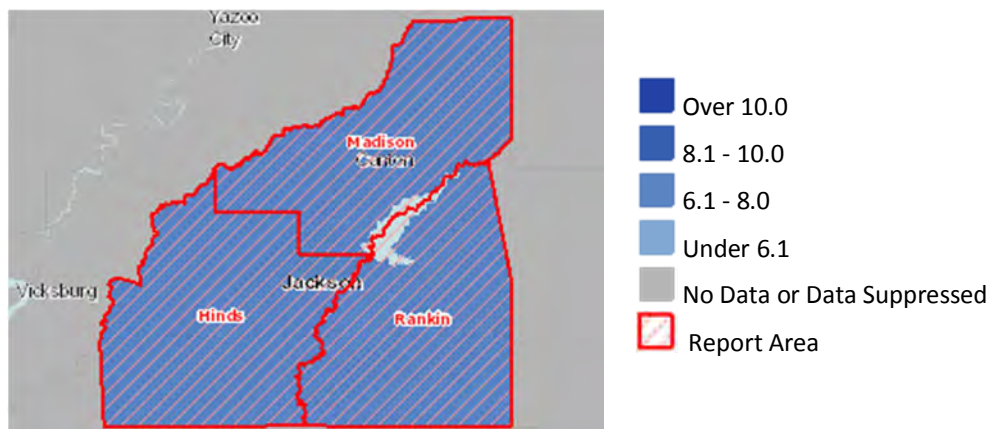 Yazoo
City
Madison
Canton
Jackson
Vicksburg
Hinds
Rankin
Over 10.0
8.1 - 10.0
6.1 - 8.0
Under 6.1
No Data or Data Suppressed
Report Area